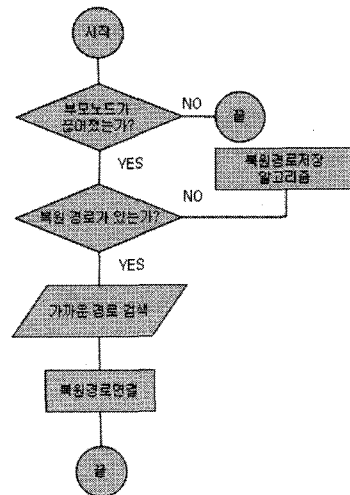 시작
부모노드가
끊어졌는가?
NO
끝
YES
복원경로저장
알고리즘
복원 경로가 있는가?
NO
YES
가까운 경로 검색
복원경로연결
끝